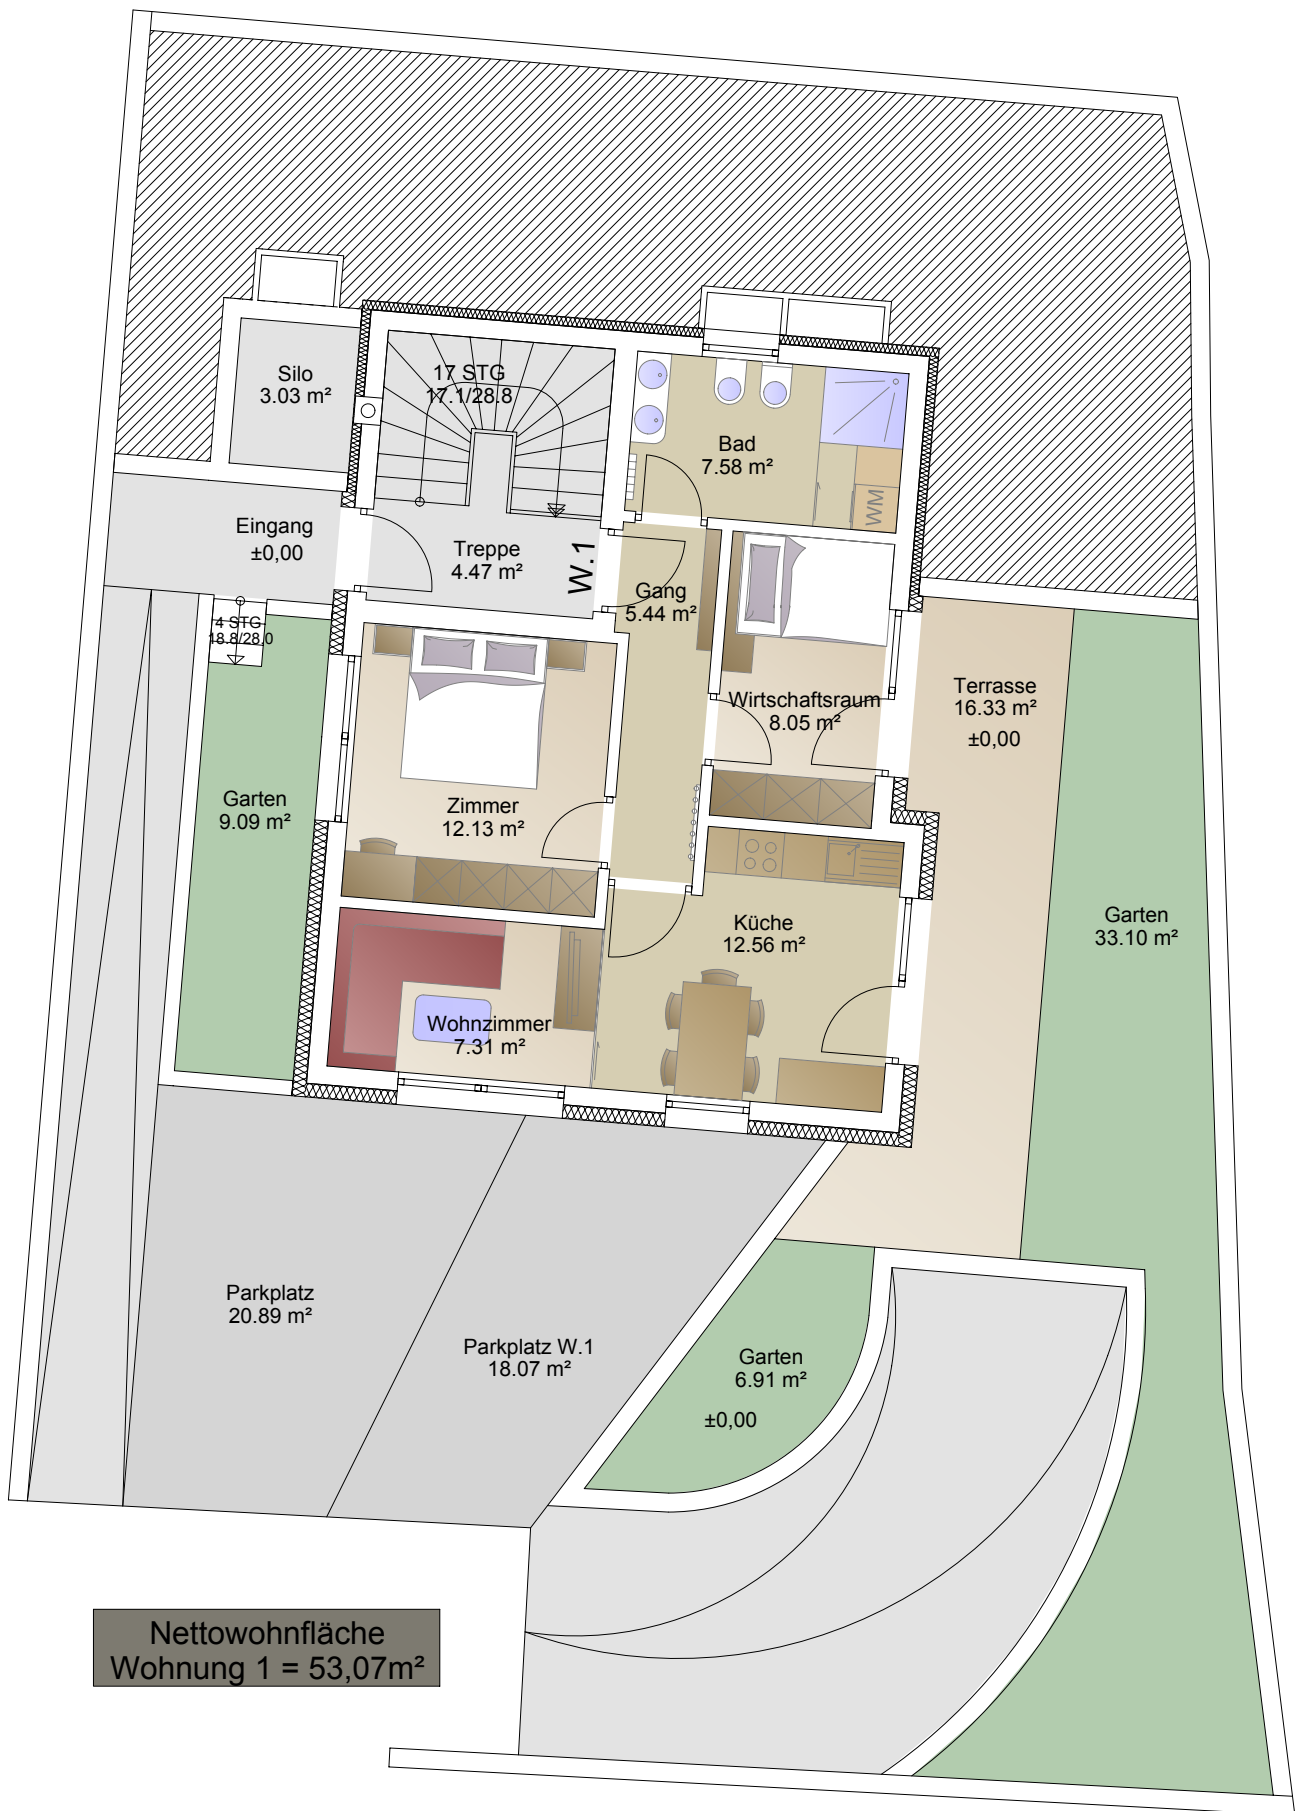 Silo
3.03 m²
17 STG
17.1/28.8
Bad
7.58 m²
WM
Eingang
±0,00
Treppe
4.47 m²
W.1
Gang
5.44 m²
4 STG
18.8/28.0
Wirtschaftsraum
8.05 m²
Terrasse
16.33 m²
±0,00
Garten
9.09 m²
Zimmer
12.13 m²
Küche
12.56 m²
Garten
33.10 m²
Wohnzimmer
7.31 m²
Parkplatz
20.89 m²
Parkplatz W.1
18.07 m²
Garten
6.91 m²
±0,00
Nettowohnfläche
Wohnung 1 = 53,07m²